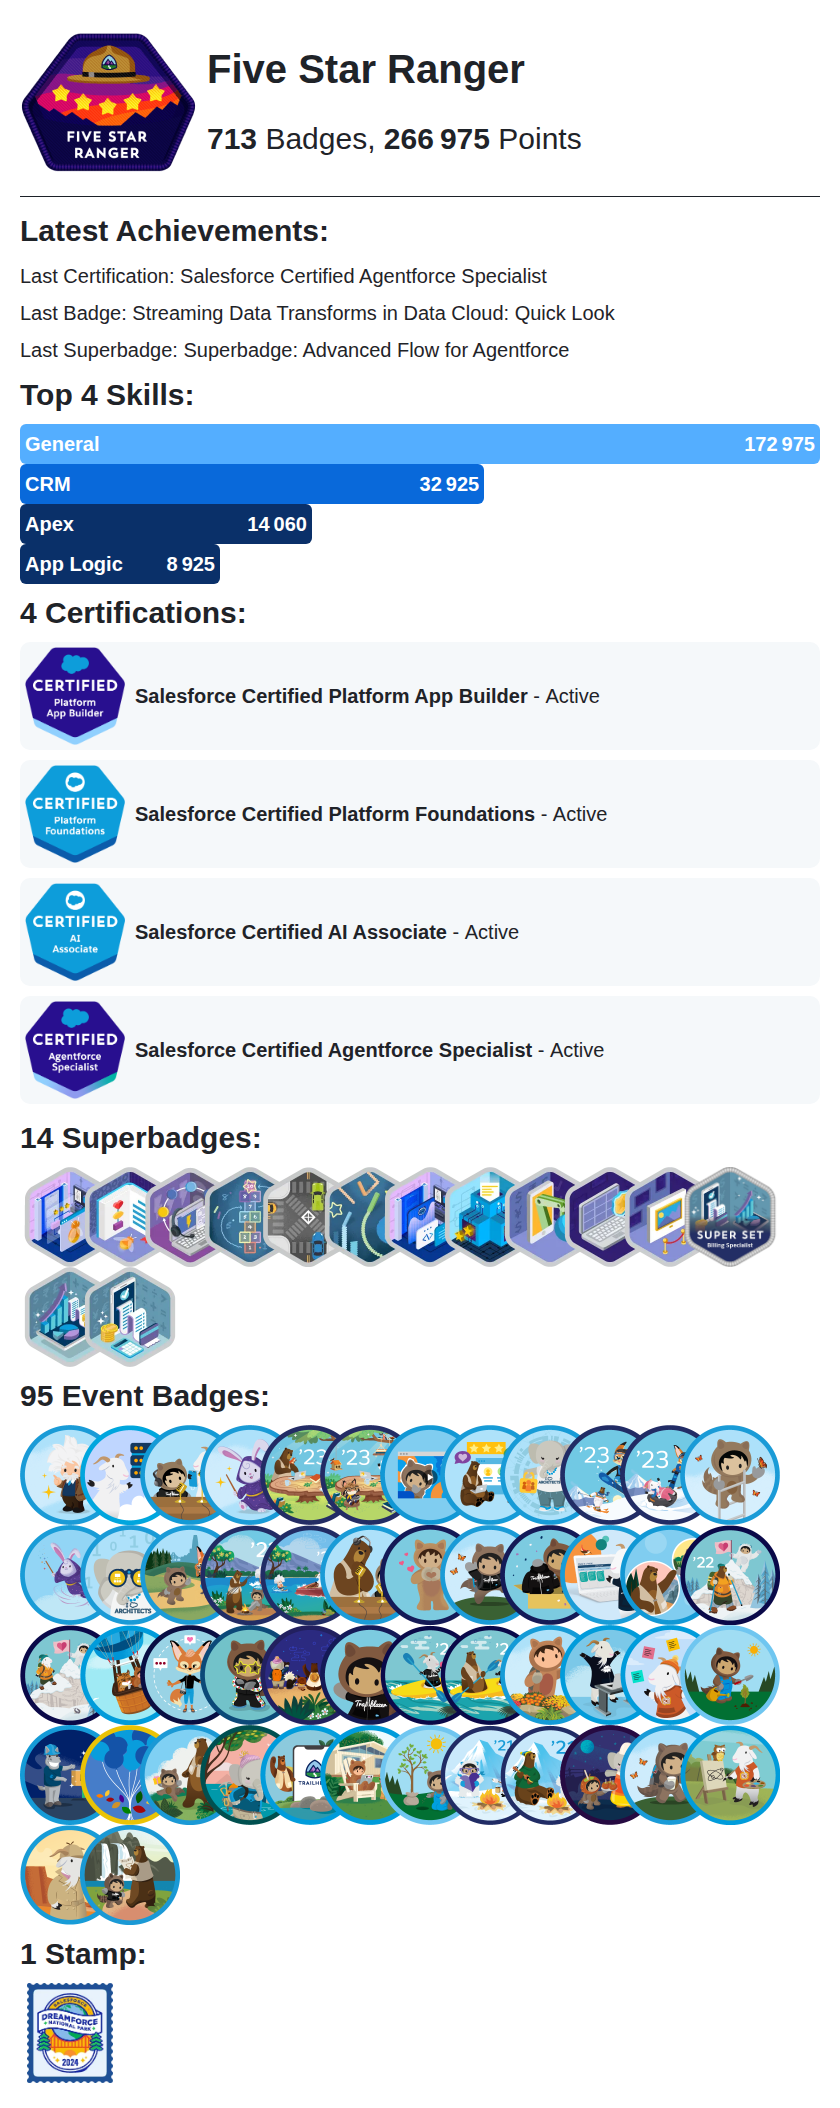 FIVE STAR
RANGER
Five Star Ranger
713 Badges, 266 975 Points
Latest Achievements:
Last Certification: Salesforce Certified Agentforce Specialist
Last Badge: Streaming Data Transforms in Data Cloud: Quick Look
Last Superbadge: Superbadge: Advanced Flow for Agentforce
Top 4 Skills:
General 172 975
CRM 32 925
Apex 14 060
App Logic 8 925
4 Certifications:
CERTIFIED
Platform
App Builder
Salesforce Certified Platform App Builder - Active
CERTIFIED
Platform
Foundations
Salesforce Certified Platform Foundations - Active
CERTIFIED
AI
Associate
Salesforce Certified AI Associate - Active
CERTIFIED
Agentforce
Specialist
Salesforce Certified Agentforce Specialist - Active
14 Superbadges:
SUPER SET
Billing Specialist
95 Event Badges:
'23
'23
'23
'23
ARCHITECTS
'22
Trailblazer
'21
TRAILH
1 Stamp:
SALESFORCE
DREAMFORCE
NATIONAL PARK
2024